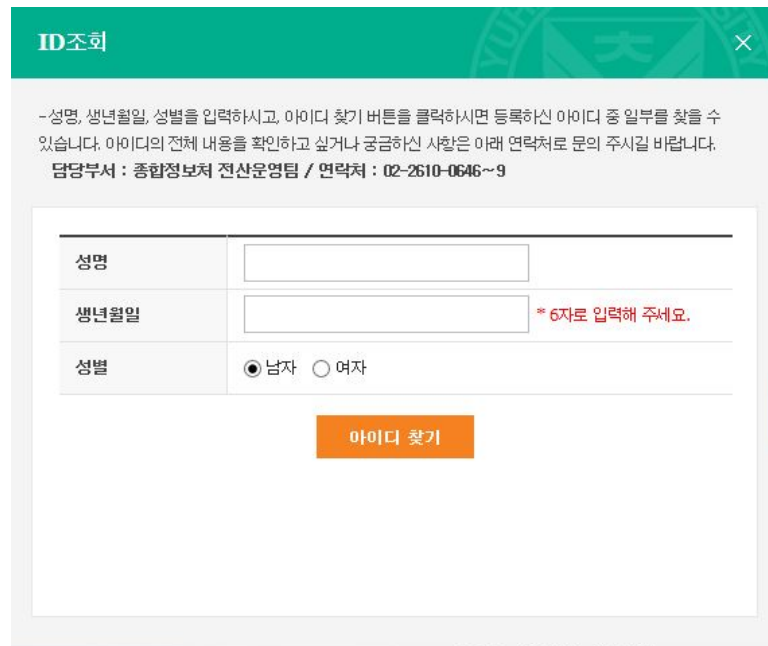 ID조회
-성명, 생년월일, 성별을 입력하시고, 아이디 찾기 버튼을 클릭하시면 등록하신 아이디 중 일부를 찾을 수
있습니다. 아이디의 전체 내용을 확인하고 싶거나 궁금하신 사항은 아래 연락처로 문의 주시길 바랍니다.
담당부서 : 종합정보처 전산운영팀 / 연락처 : 02-2610-0646~9
성명
생년월일 * 6자로 입력해 주세요.
성별 남자 여자
아이디 찾기